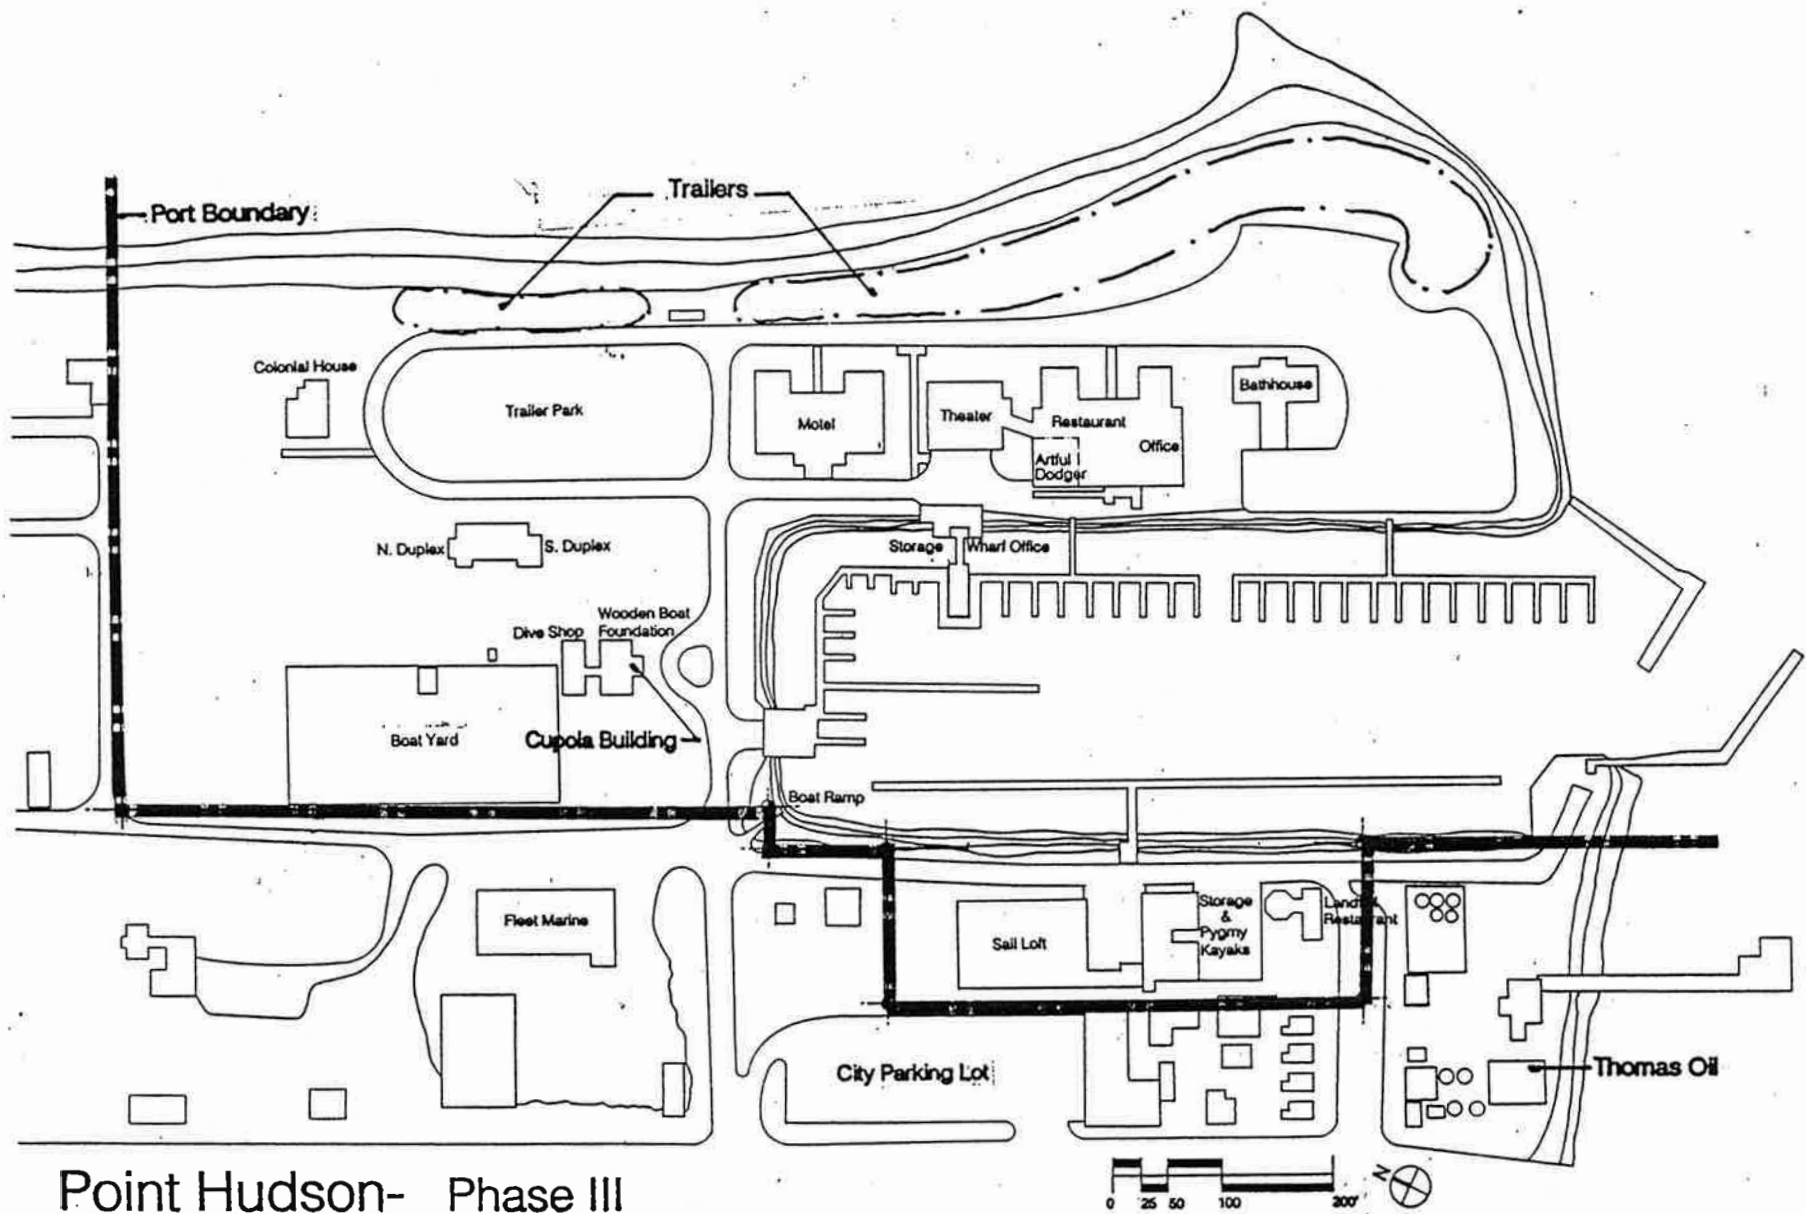 Trailers
Port Boundary
Colonial House
Trailer Park
Motel
Theater
Restaurant
Office
Artful
Dodger
Bathhouse
N. Duplex
S. Duplex
Storage
Wharf Office
Wooden Boat
Foundation
Dive Shop
Boat Yard
Cupola Building
Boat Ramp
Fleet Marine
Sail Loft
Storage
&
Pygmy
Kayaks
Landfall
Restaurant
City Parking Lot
Thomas Oil
Point Hudson- Phase III
0 25 50 100 200'
N